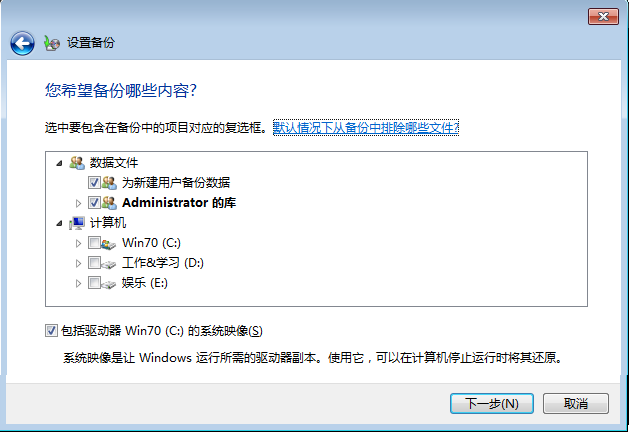 设置备份
您希望备份哪些内容?
选中要包含在备份中的项目对应的复选框。默认情况下从备份中排除哪些文件?
数据文件
为新建用户备份数据
Administrator 的库
计算机
Win70 (C:)
工作&学习 (D:)
娱乐 (E:)
包括驱动器 Win70 (C:) 的系统映像(S)
系统映像是让 Windows 运行所需的驱动器副本。使用它，可以在计算机停止运行时将其还原。
下一步(N) 取消